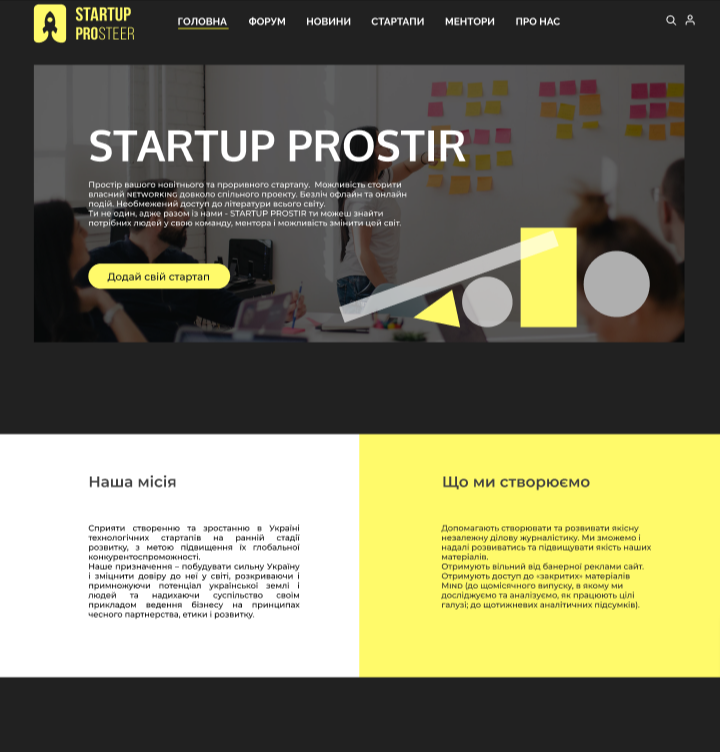 STARTUP
PROSTEER
ГОЛОВНА
ФОРУМ
НОВИНИ
СТАРТАПИ
МЕНТОРИ
ПРО НАС
STARTUP PROSTIR
Простір вашого новітнього та проривного стартапу. Можливість сторити
власний NETWORKING довколо спільного проекту. Безліч офлайн та онлайн
подій. Необмежений доступ до літератури всього світу.
Ти не один, адже разом із нами - STARTUP PROSTIR ти можеш знайти
потрібних людей у свою команду, ментора і можливість змінити цей світ.
Додай свій стартап
Наша місія
Сприяти створенню та зростанню в Україні
технологічних стартапів на ранній стадії
розвитку, з метою підвищення їх глобальної
конкурентоспроможності.
Наше призначення – побудувати сильну Україну
і зміцнити довіру до неї у світі, розкриваючи і
примножуючи потенціал української землі і
людей та надихаючи суспільство своїм
прикладом ведення бізнесу на принципах
чесного партнерства, етики і розвитку.
Що ми створюємо
Допомагають створювати та розвивати якісну
незалежну ділову журналістику. Ми зможемо і
надалі розвиватись та підвищувати якість наших
матеріалів.
Отримують вільний від банерної реклами сайт.
Отримують доступ до «закритих» матеріалів
MIND (до щомісячного випуску, в якому ми
досліджуємо та аналізуємо, як працюють цілі
галузі; до щотижневих аналітичних підсумків).